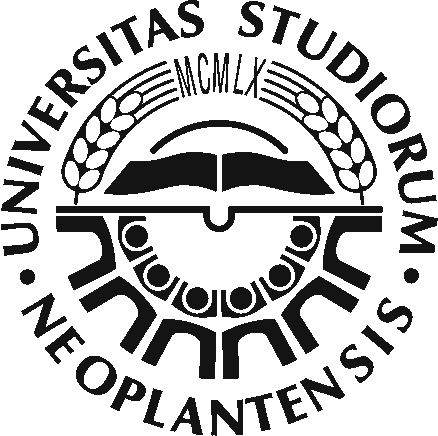 UNIVERSITAS STUDIORUM
MCMLX
• NEOPLANTENSIS •